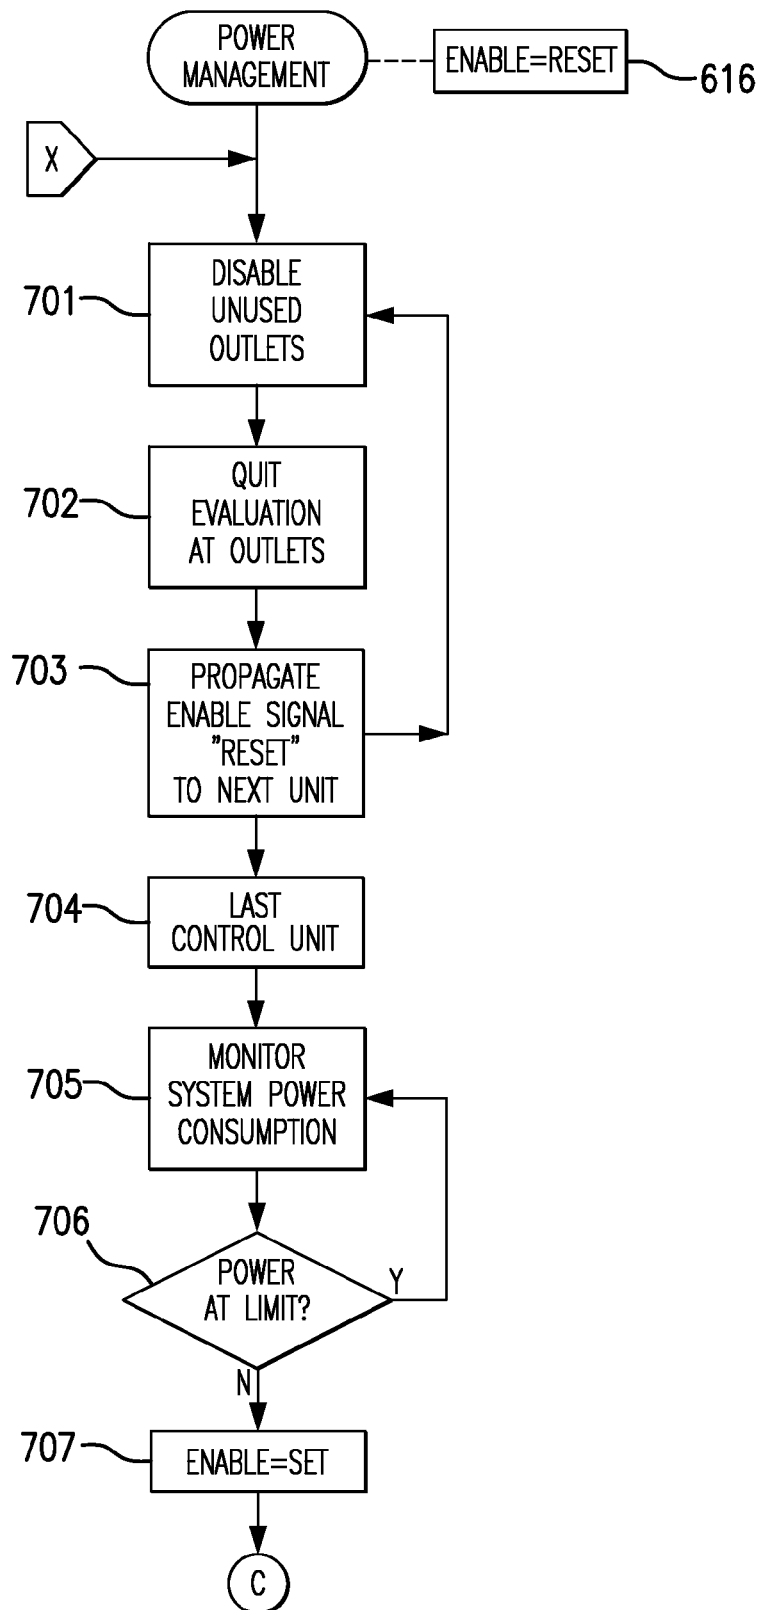 POWER
MANAGEMENT
ENABLE=RESET
616
X
701
DISABLE
UNUSED
OUTLETS
702
QUIT
EVALUATION
AT OUTLETS
703
PROPAGATE
ENABLE SIGNAL
"RESET"
TO NEXT UNIT
704
LAST
CONTROL UNIT
705
MONITOR
SYSTEM POWER
CONSUMPTION
706
POWER
AT LIMIT?
Y
N
707
ENABLE=SET
C